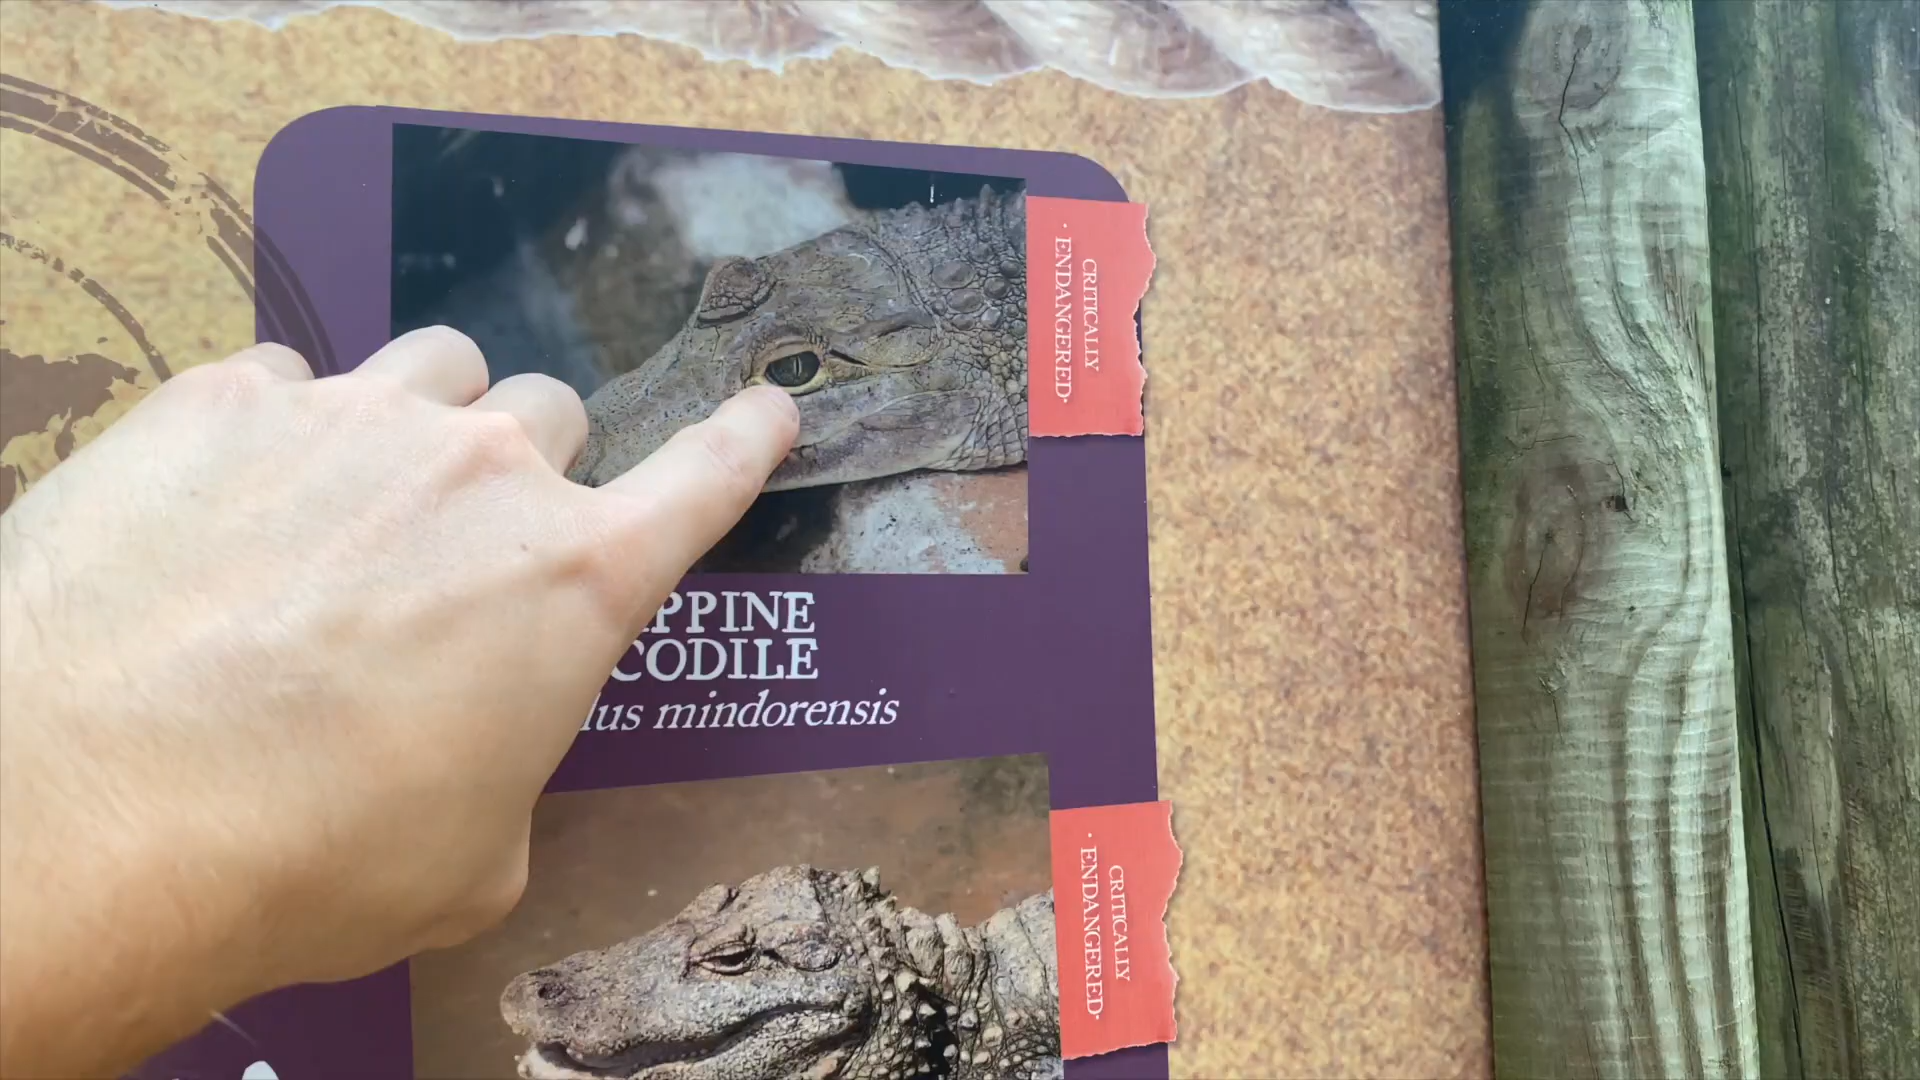 · CRITICALLY
ENDANGERED·
PPINE
CODILE
lus mindorensis
· CRITICALLY
ENDANGERED·